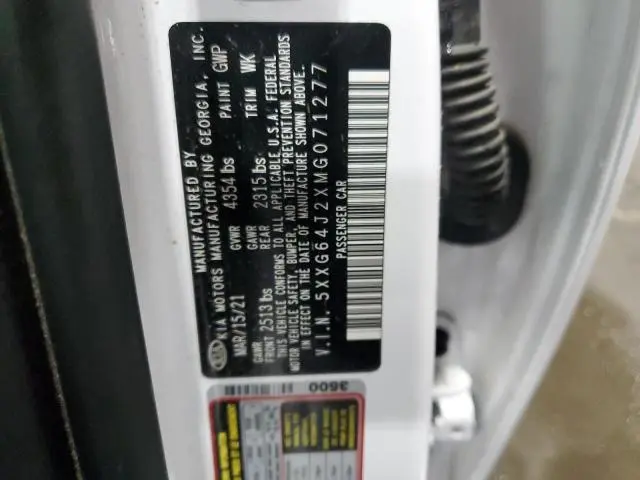 MANUFACTURED BY
KIA KIA MOTORS MANUFACTURING GEORGIA, INC.
MAR/15/21 GVWR 4354 lbs PAINT GWP
GAWR FRONT 2513 lbs GAWR REAR 2315 lbs TRIM WK
THIS VEHICLE CONFORMS TO ALL APPLICABLE U.S.A. FEDERAL
MOTOR VEHICLE SAFETY, BUMPER, AND THEFT PREVENTION STANDARDS
IN EFFECT ON THE DATE OF MANUFACTURE SHOWN ABOVE.
V.I.N. 5XXG64J2XMG071277
PASSENGER CAR
3600